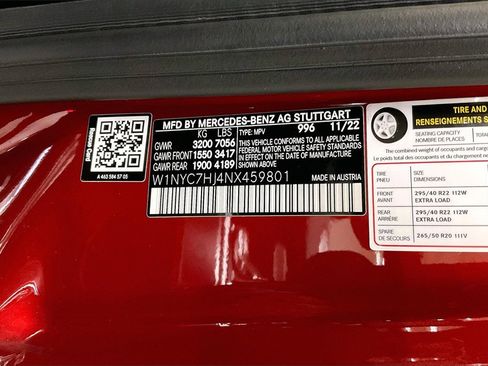 Rescue Card
A 463 584 57 05
MFD BY MERCEDES-BENZ AG STUTTGART
KG LBS TYPE: MPV 996 11/22
GVWR 3200 7056
GAWR FRONT 1550 3417
GAWR REAR 1900 4189
THIS VEHICLE CONFORMS TO ALL APPLICABLE
FEDERAL MOTOR VEHICLE SAFETY STANDARDS
IN EFFECT ON THE DATE OF
MANUFACTURE SHOWN ABOVE.
W1NYC7HJ4NX459801
MADE IN AUSTRIA
TIRE AND
RENSEIGNEMENTS S
SEATING CAPACITY
NOMBRE DE PLACES
The combined weight of occupants and cargo
Le poids total des occupants et du chargement
TIRE
PNEU
SIZE
DIMENSIONS
FRONT
AVANT
295/40 R22 112W
EXTRA LOAD
REAR
ARRIÈRE
295/40 R22 112W
EXTRA LOAD
SPARE
DE SECOURS
265/50 R20 111V